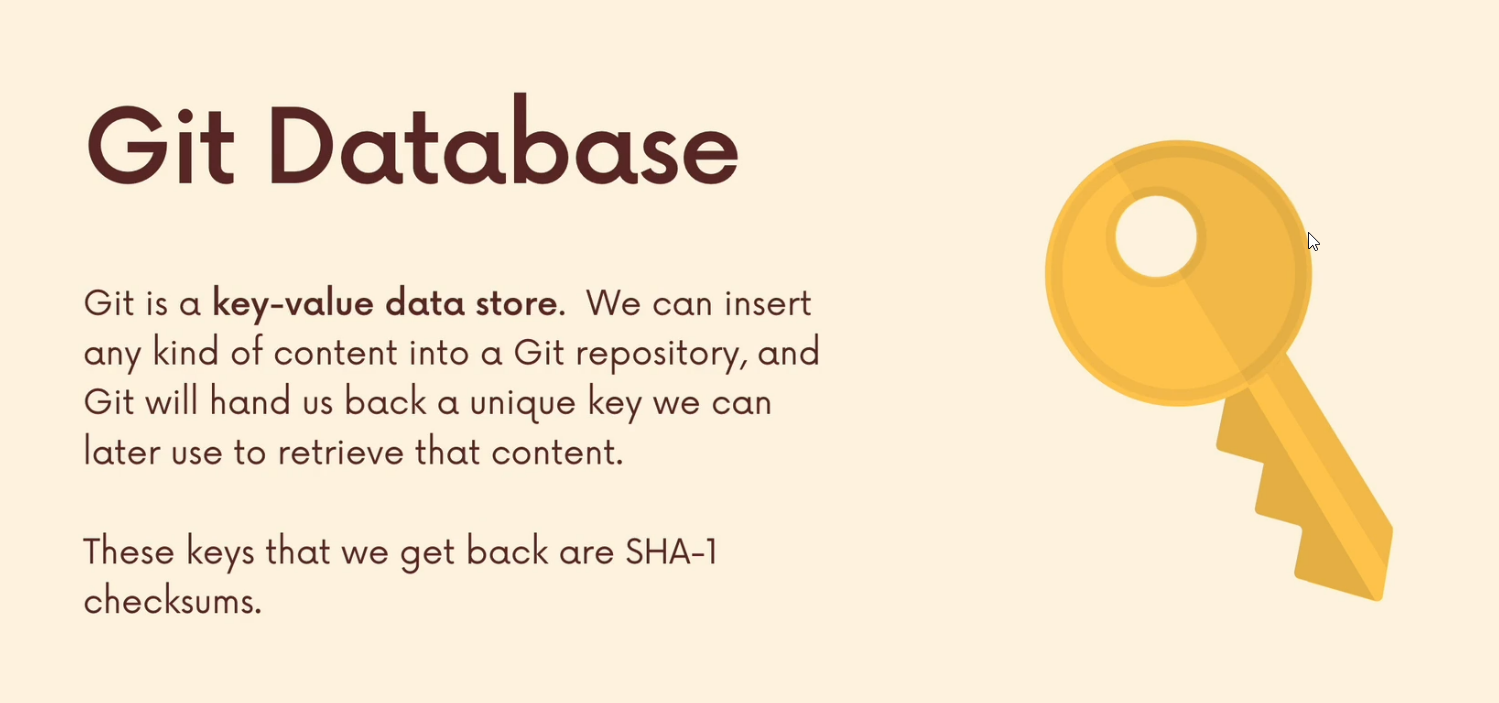 Git Database
Git is a key-value data store.  We can insert
any kind of content into a Git repository, and
Git will hand us back a unique key we can
later use to retrieve that content.
These keys that we get back are SHA-1
checksums.